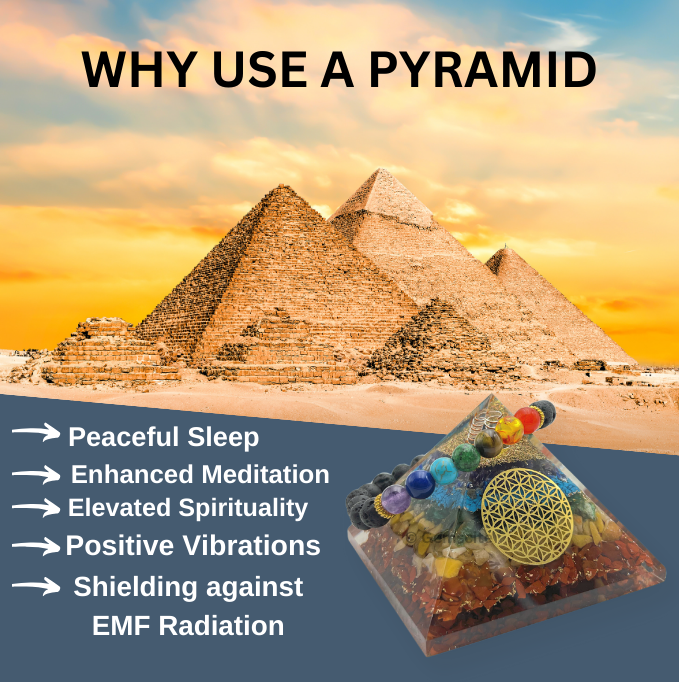 WHY USE A PYRAMID
Peaceful Sleep
Enhanced Meditation
Elevated Spirituality
Positive Vibrations
Shielding against
EMF Radiation